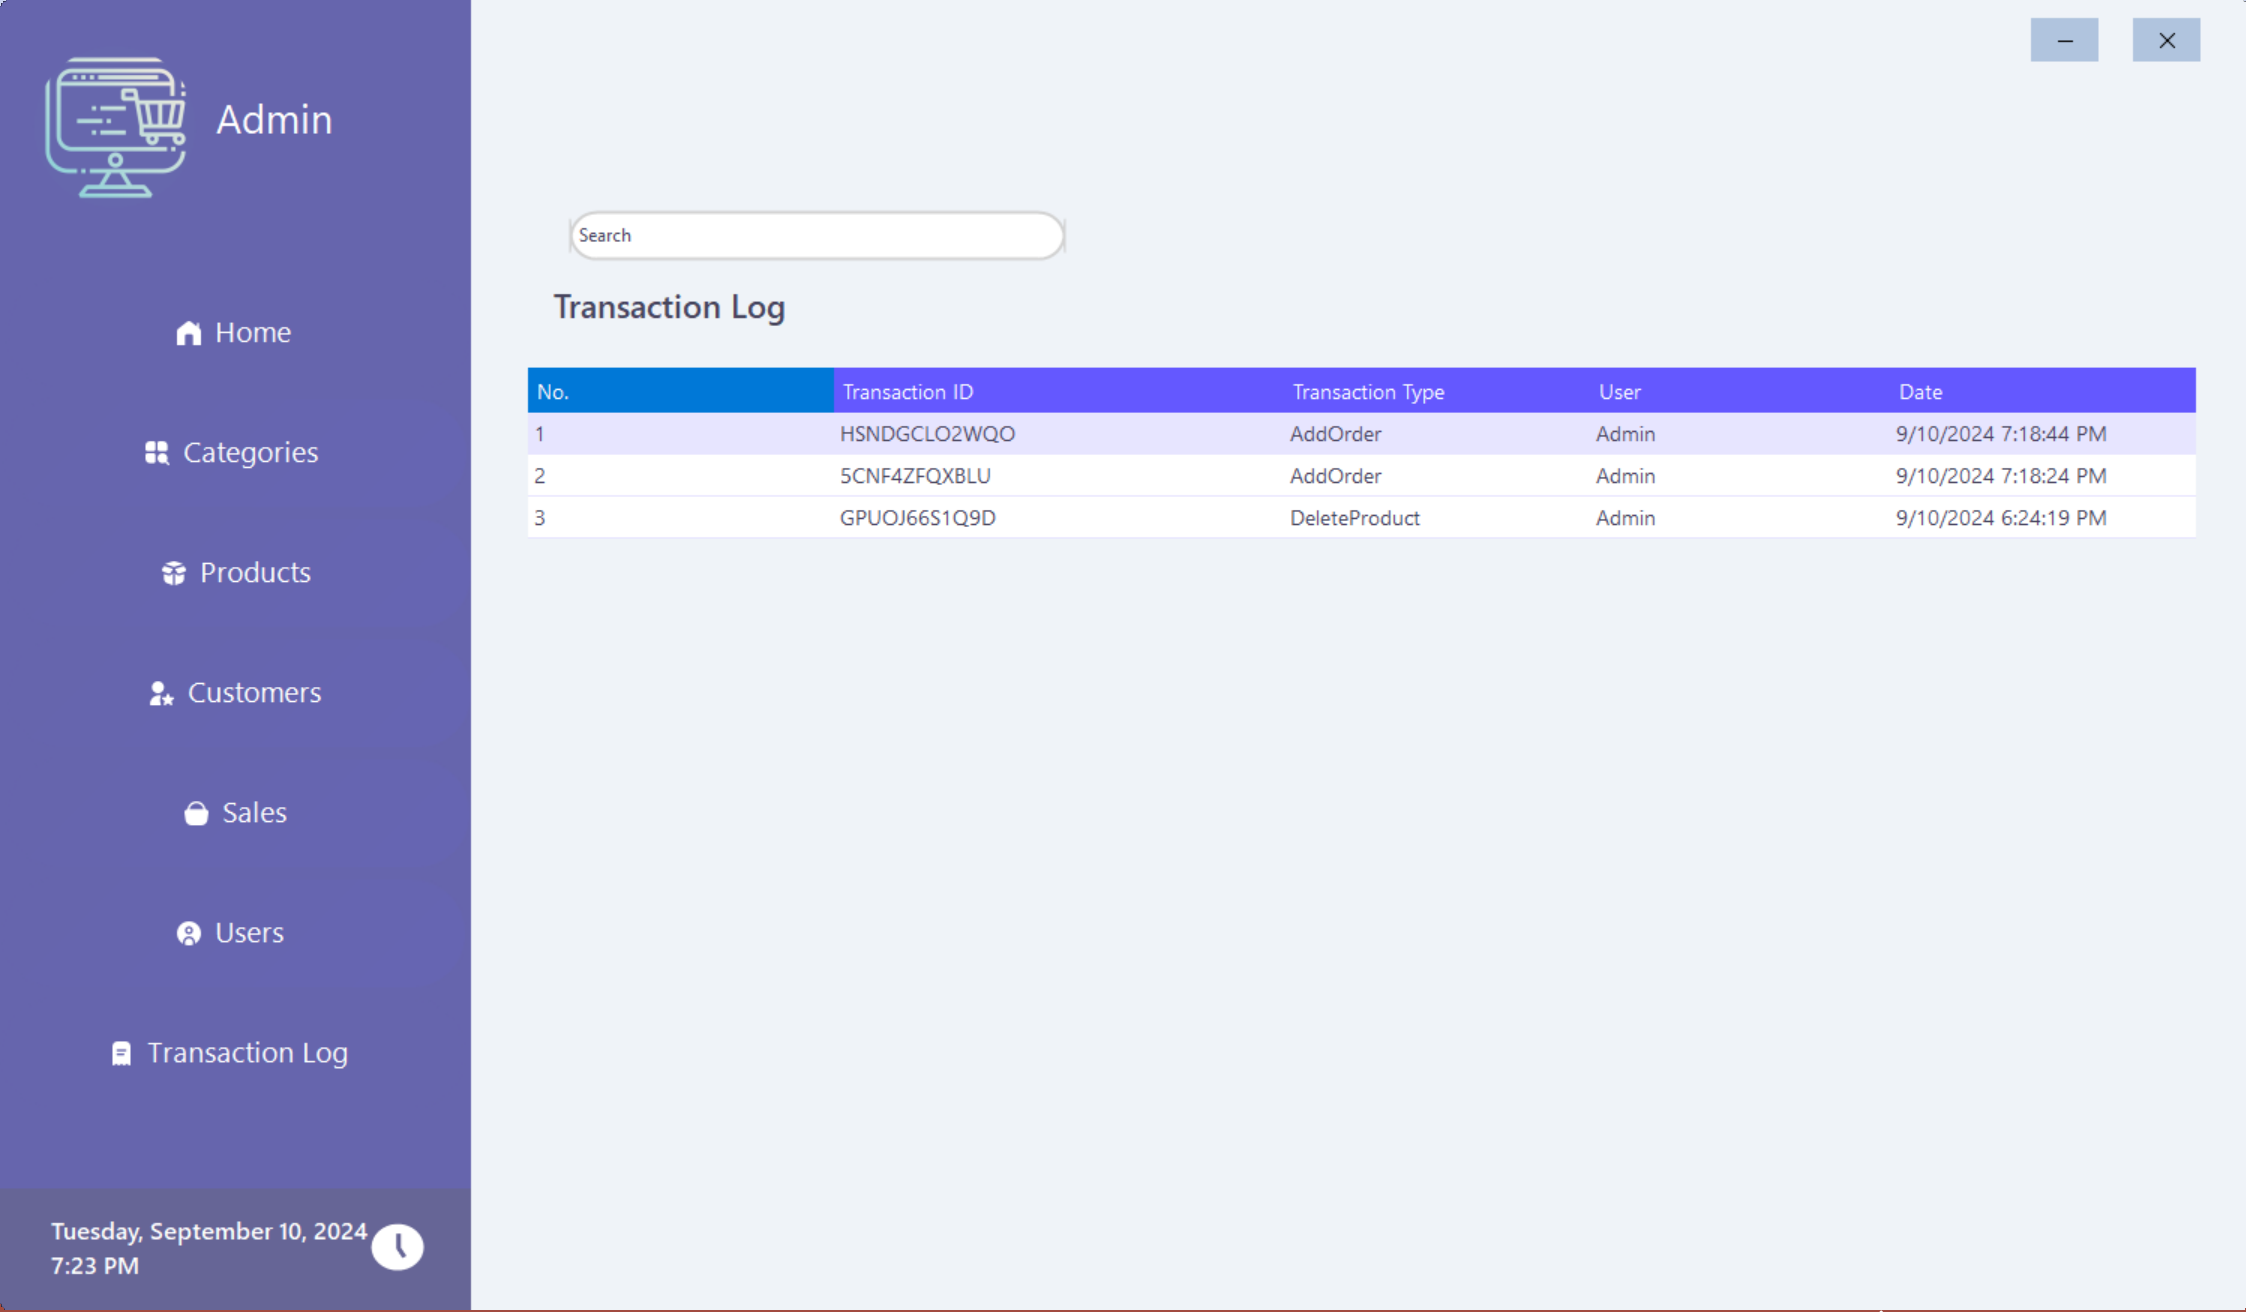 Admin
Home
Categories
Products
Customers
Sales
Users
Transaction Log
Tuesday, September 10, 2024
7:23 PM
Search
Transaction Log
No. Transaction ID Transaction Type User Date
1 HSNDGCLO2WQO AddOrder Admin 9/10/2024 7:18:44 PM
2 5CNF4ZFQXBLU AddOrder Admin 9/10/2024 7:18:24 PM
3 GPUOJ66S1Q9D DeleteProduct Admin 9/10/2024 6:24:19 PM